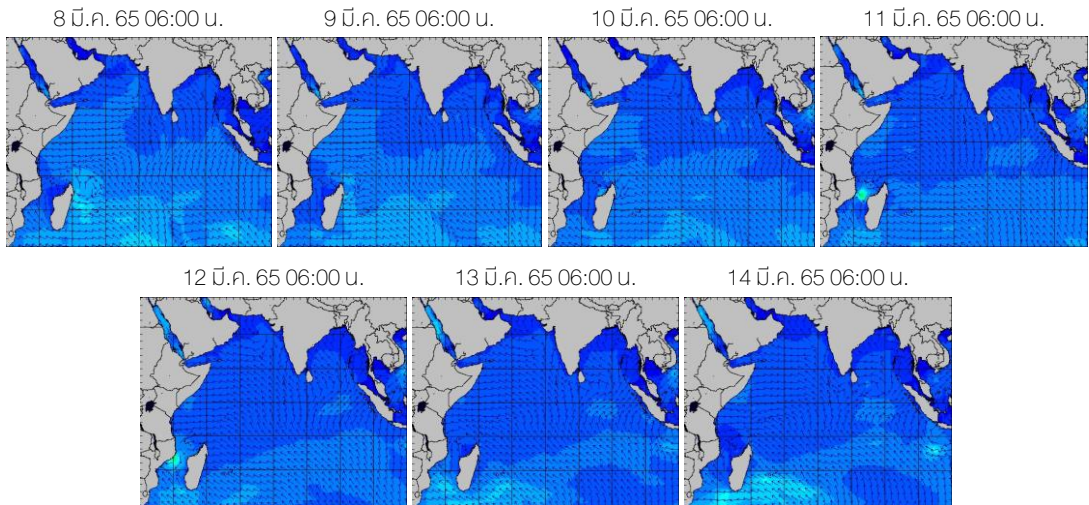 8 มี.ค. 65 06:00 น.
9 มี.ค. 65 06:00 น.
10 มี.ค. 65 06:00 น.
11 มี.ค. 65 06:00 น.
12 มี.ค. 65 06:00 น.
13 มี.ค. 65 06:00 น.
14 มี.ค. 65 06:00 น.